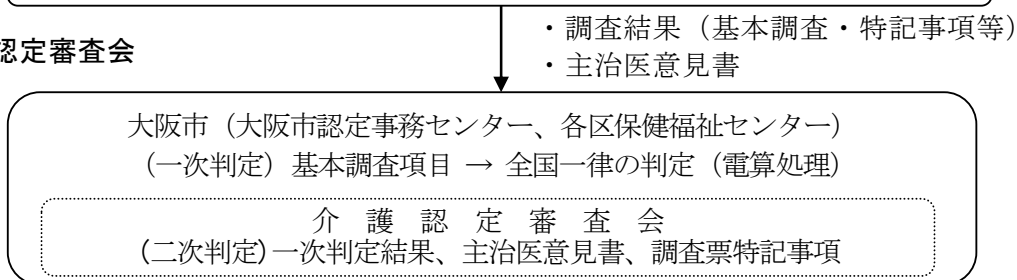 ・調査結果（基本調査・特記事項等）
・主治医意見書
認定審査会
大阪市（大阪市認定事務センター、各区保健福祉センター）
（一次判定）基本調査項目 → 全国一律の判定（電算処理）
介 護 認 定 審 査 会
(二次判定)一次判定結果、主治医意見書、調査票特記事項